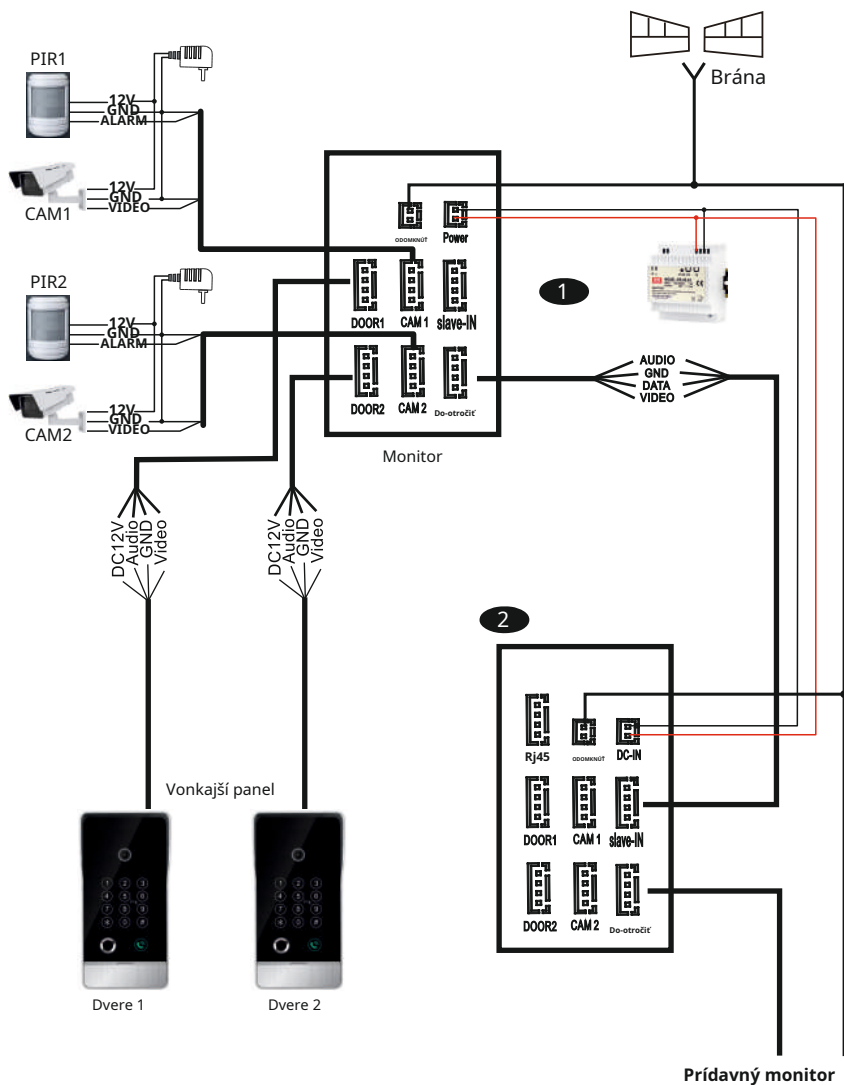 PIR1
12V
GND
ALARM
CAM1
12V
GND
VIDEO
PIR2
12V
GND
ALARM
CAM2
12V
GND
VIDEO
Brána
ODOMKNÚŤ
Power
DOOR1
CAM 1
slave-IN
DOOR2
CAM 2
Do-otročiť
Monitor
1
AUDIO
GND
DATA
VIDEO
DC12V
Audio
GND
Video
DC12V
Audio
GND
Video
2
Rj45
ODOMKNÚŤ
DC-IN
DOOR1
CAM 1
slave-IN
DOOR2
CAM 2
Do-otročiť
Vonkajší panel
Dvere 1
Dvere 2
Prídavný monitor